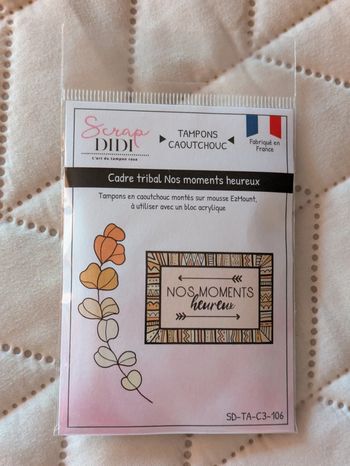 Scrap
DIDI
L'art du tampon rose
TAMPONS
CAOUTCHOUC
Fabriqué en
France
Cadre tribal Nos moments heureux
Tampons en caoutchouc montés sur mousse EzMount,
à utiliser avec un bloc acrylique
NOS MOMENTS
heureux
SD-TA-C3-106